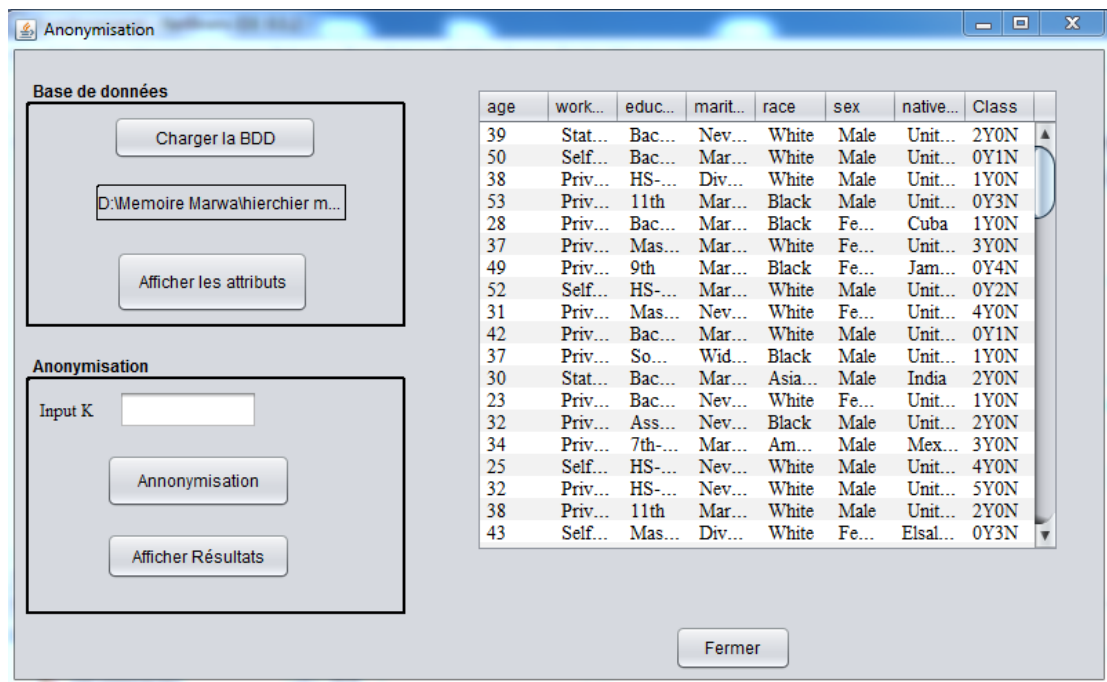 Anonymisation
Base de données
Charger la BDD
D:\Memoire Marwa\hierchier m...
Afficher les attributs
Anonymisation
Input K
Annonymisation
Afficher Résultats
age work... educ... marit... race sex native... Class
39 Stat... Bac... Nev... White Male Unit... 2Y0N
50 Self... Bac... Mar... White Male Unit... 0Y1N
38 Priv... HS-... Div... White Male Unit... 1Y0N
53 Priv... 11th Mar... Black Male Unit... 0Y3N
28 Priv... Bac... Mar... Black Fe... Cuba 1Y0N
37 Priv... Mas... Mar... White Fe... Unit... 3Y0N
49 Priv... 9th Mar... Black Fe... Jam... 0Y4N
52 Self... HS-... Mar... White Male Unit... 0Y2N
31 Priv... Mas... Nev... White Fe... Unit... 4Y0N
42 Priv... Bac... Mar... White Male Unit... 0Y1N
37 Priv... So... Wid... Black Male Unit... 1Y0N
30 Stat... Bac... Mar... Asia... Male India 2Y0N
23 Priv... Bac... Nev... White Fe... Unit... 1Y0N
32 Priv... Ass... Nev... Black Male Unit... 2Y0N
34 Priv... 7th-... Mar... Am... Male Mex... 3Y0N
25 Self... HS-... Nev... White Male Unit... 4Y0N
32 Priv... HS-... Nev... White Male Unit... 5Y0N
38 Priv... 11th Mar... White Male Unit... 2Y0N
43 Self... Mas... Div... White Fe... Elsal... 0Y3N
Fermer